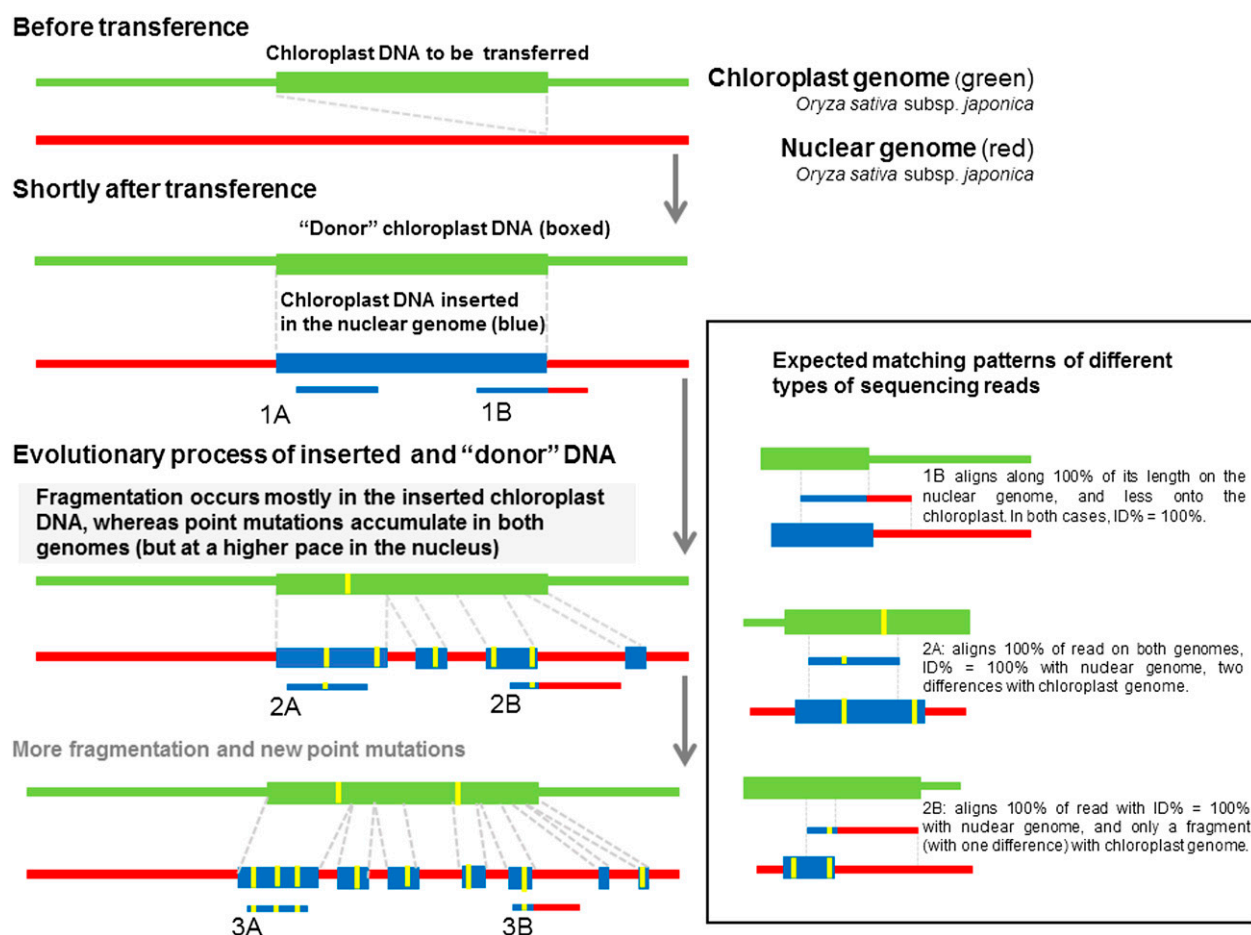 Before transference
Chloroplast DNA to be transferred
Chloroplast genome (green)
Oryza sativa subsp. japonica
Nuclear genome (red)
Oryza sativa subsp. japonica
Shortly after transference
“Donor” chloroplast DNA (boxed)
Chloroplast DNA inserted
in the nuclear genome (blue)
1A
1B
Evolutionary process of inserted and “donor” DNA
Fragmentation occurs mostly in the inserted chloroplast
DNA, whereas point mutations accumulate in both
genomes (but at a higher pace in the nucleus)
2A
2B
More fragmentation and new point mutations
3A
3B
Expected matching patterns of different
types of sequencing reads
1B aligns along 100% of its length on the
nuclear genome, and less onto the
chloroplast. In both cases, ID% = 100%.
2A: aligns 100% of read on both genomes,
ID% = 100% with nuclear genome, two
differences with chloroplast genome.
2B: aligns 100% of read with ID% = 100%
with nuclear genome, and only a fragment
(with one difference) with chloroplast genome.